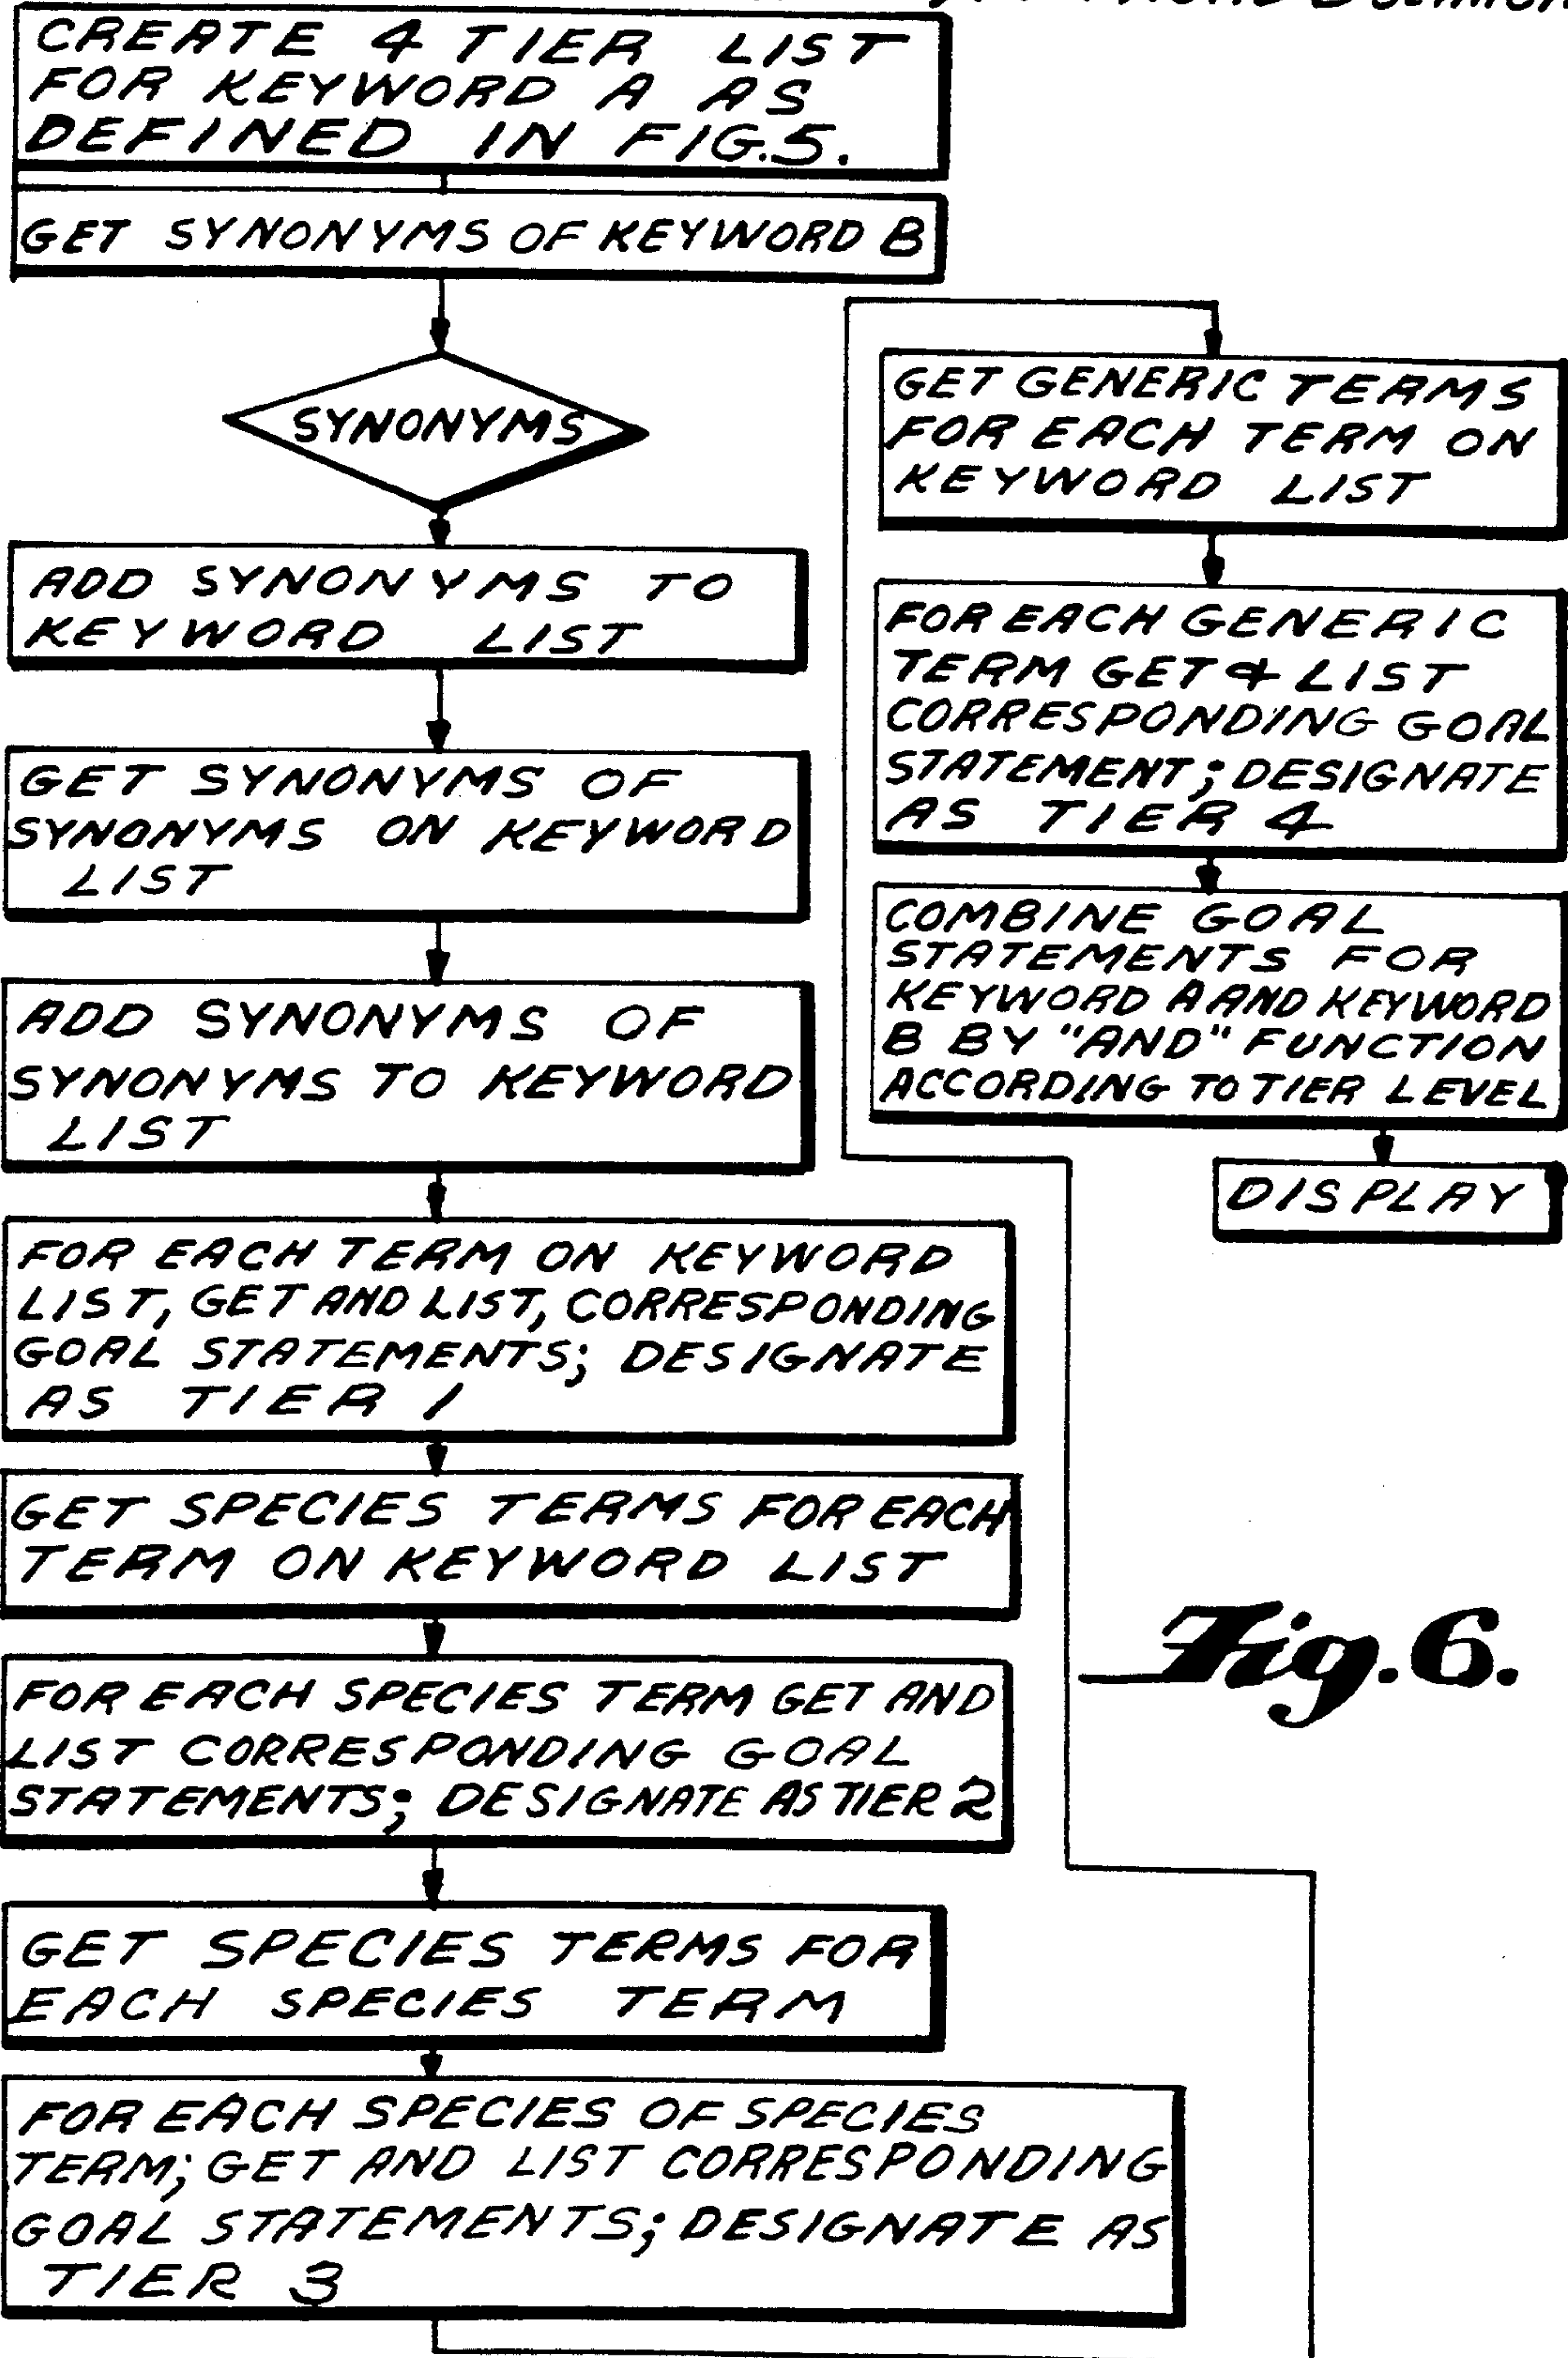 CREATE 4 TIER LIST
FOR KEYWORD A AS
DEFINED IN FIG.5.
GET SYNONYMS OF KEYWORD B
SYNONYMS
ADD SYNONYMS TO
KEYWORD LIST
GET SYNONYMS OF
SYNONYMS ON KEYWORD
LIST
ADD SYNONYMS OF
SYNONYMS TO KEYWORD
LIST
FOR EACH TERM ON KEYWORD
LIST, GET AND LIST, CORRESPONDING
GOAL STATEMENTS; DESIGNATE
AS TIER 1
GET SPECIES TERMS FOR EACH
TERM ON KEYWORD LIST
FOR EACH SPECIES TERM GET AND
LIST CORRESPONDING GOAL
STATEMENTS; DESIGNATE AS TIER 2
GET SPECIES TERMS FOR
EACH SPECIES TERM
FOR EACH SPECIES OF SPECIES
TERM; GET AND LIST CORRESPONDING
GOAL STATEMENTS; DESIGNATE AS
TIER 3
GET GENERIC TERMS
FOR EACH TERM ON
KEYWORD LIST
FOR EACH GENERIC
TERM GET & LIST
CORRESPONDING GOAL
STATEMENT; DESIGNATE
AS TIER 4
COMBINE GOAL
STATEMENTS FOR
KEYWORD A AND KEYWORD
B BY "AND" FUNCTION
ACCORDING TO TIER LEVEL
DISPLAY
Fig.6.